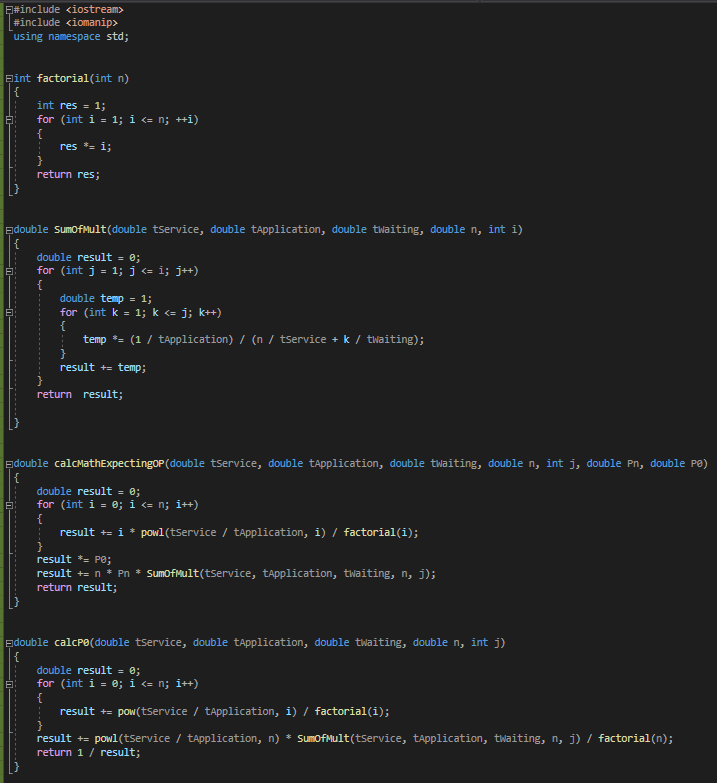 #include <iostream>
#include <iomanip>
using namespace std;
int factorial(int n)
{
int res = 1;
for (int i = 1; i <= n; ++i)
{
res *= i;
}
return res;
}
double SumOfMult(double tService, double tApplication, double tWaiting, double n, int i)
{
double result = 0;
for (int j = 1; j <= i; j++)
{
double temp = 1;
for (int k = 1; k <= j; k++)
{
temp *= (1 / tApplication) / (n / tService + k / tWaiting);
}
result += temp;
}
return  result;
}
double calcMathExpectingOP(double tService, double tApplication, double tWaiting, double n, int j, double Pn, double P0)
{
double result = 0;
for (int i = 0; i <= n; i++)
{
result += i * powl(tService / tApplication, i) / factorial(i);
}
result *= P0;
result += n * Pn * SumOfMult(tService, tApplication, tWaiting, n, j);
return result;
}
double calcP0(double tService, double tApplication, double tWaiting, double n, int j)
{
double result = 0;
for (int i = 0; i <= n; i++)
{
result += pow(tService / tApplication, i) / factorial(i);
}
result += powl(tService / tApplication, n) * SumOfMult(tService, tApplication, tWaiting, n, j) / factorial(n);
return 1 / result;
}